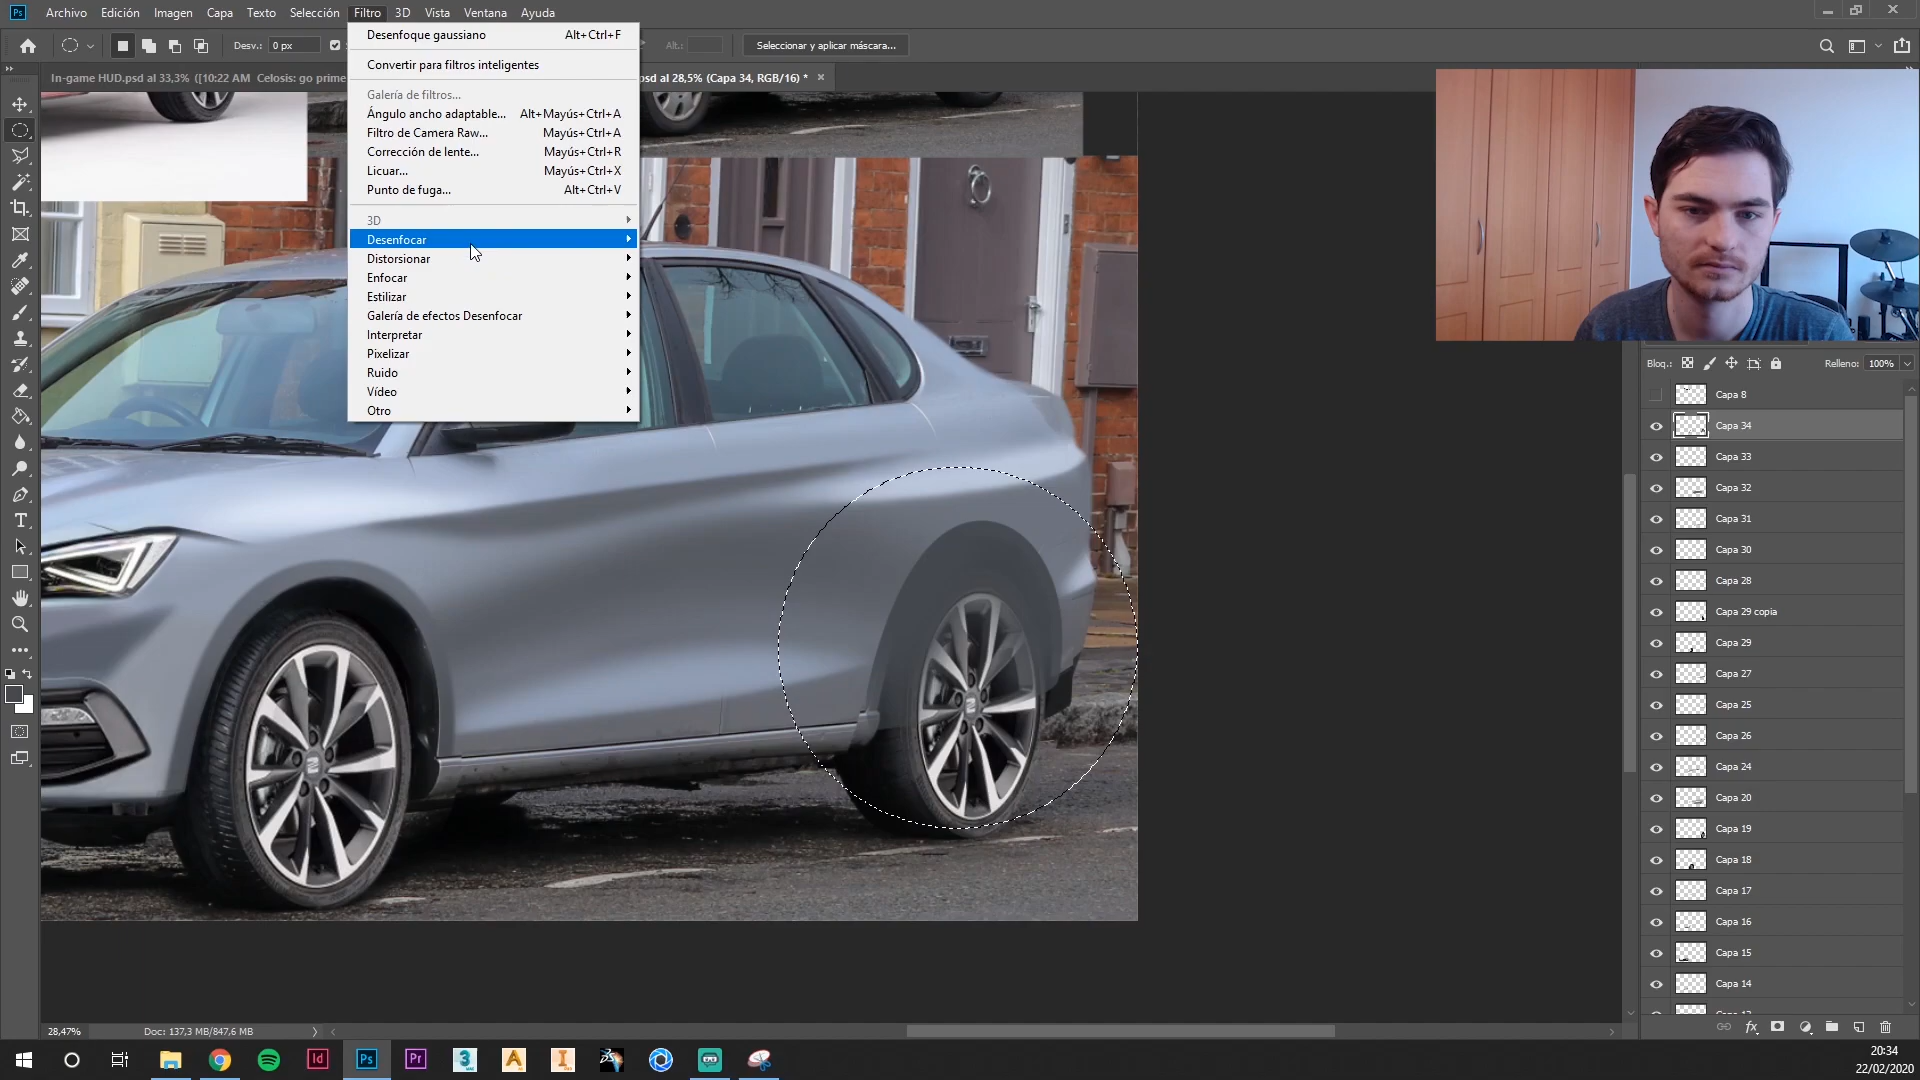 Ps Archivo Edición Imagen Capa Texto Selección Filtro 3D Vista Ventana Ayuda
Desv.: 0 px
Alt.:
Seleccionar y aplicar máscara...
In-game HUD.psd al 33,3% ([10:22 AM Celosis: go prime
psd al 28,5% (Capa 34, RGB/16) *
Desenfoque gaussiano Alt+Ctrl+F
Convertir para filtros inteligentes
Galería de filtros...
Ángulo ancho adaptable... Alt+Mayús+Ctrl+A
Filtro de Camera Raw... Mayús+Ctrl+A
Corrección de lente... Mayús+Ctrl+R
Licuar... Mayús+Ctrl+X
Punto de fuga... Alt+Ctrl+V
3D
Desenfocar
Distorsionar
Enfocar
Estilizar
Galería de efectos Desenfocar
Interpretar
Pixelizar
Ruido
Vídeo
Otro
Bloq.: Relleno: 100%
Capa 8
Capa 34
Capa 33
Capa 32
Capa 31
Capa 30
Capa 28
Capa 29 copia
Capa 29
Capa 27
Capa 25
Capa 26
Capa 24
Capa 20
Capa 19
Capa 18
Capa 17
Capa 16
Capa 15
Capa 14
fx
28,47% Doc: 137,3 MB/847,6 MB
Id Ps Pr 3 A I
20:34
22/02/2020